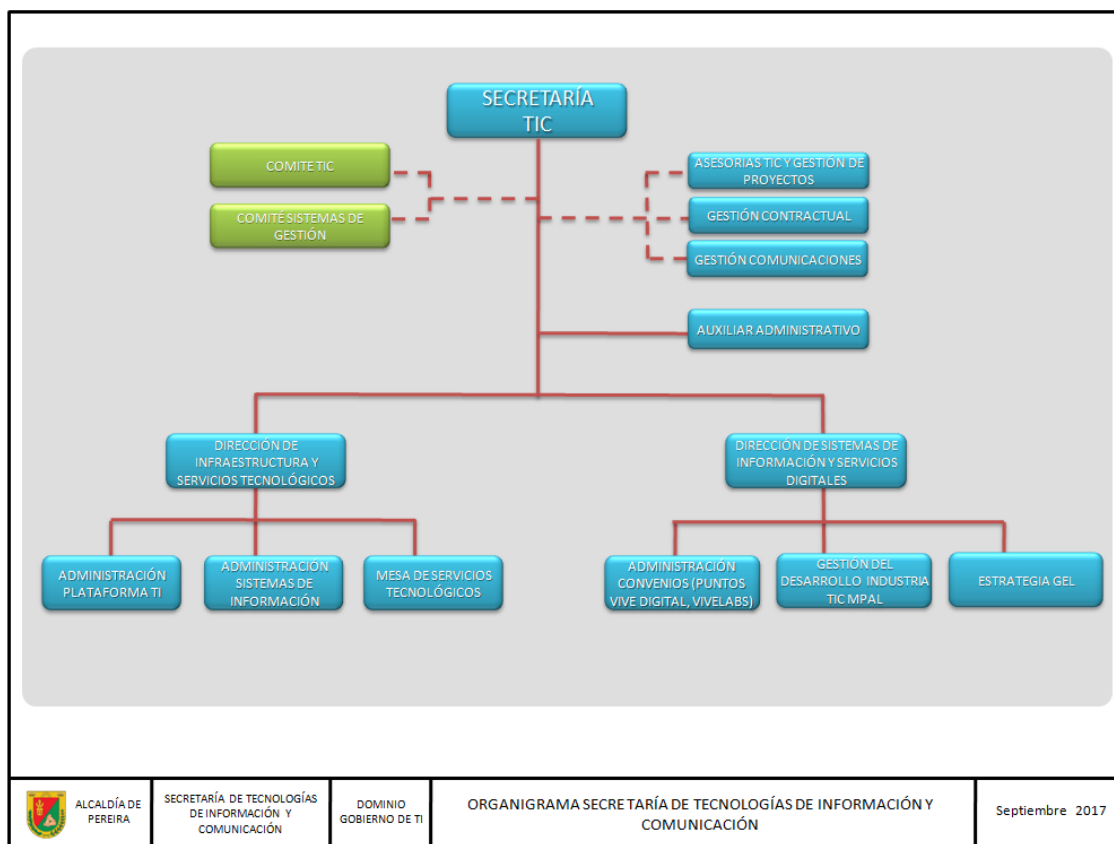 SECRETARÍA
TIC
COMITE TIC
COMITÉ SISTEMAS DE
GESTIÓN
ASESORIAS TIC Y GESTIÓN DE
PROYECTOS
GESTIÓN CONTRACTUAL
GESTIÓN COMUNICACIONES
AUXILIAR ADMINISTRATIVO
DIRECCIÓN DE
INFRAESTRUCTURA Y
SERVICIOS TECNOLÓGICOS
DIRECCIÓN DE SISTEMAS DE
INFORMACIÓN Y SERVICIOS
DIGITALES
ADMINISTRACIÓN
PLATAFORMA TI
ADMINISTRACIÓN
SISTEMAS DE
INFORMACIÓN
MESA DE SERVICIOS
TECNOLÓGICOS
ADMINISTRACIÓN
CONVENIOS (PUNTOS
VIVE DIGITAL, VIVELABS)
GESTIÓN DEL
DESARROLLO INDUSTRIA
TIC MPAL
ESTRATEGIA GEL
ALCALDÍA DE
PEREIRA
SECRETARÍA DE TECNOLOGÍAS
DE INFORMACIÓN Y
COMUNICACIÓN
DOMINIO
GOBIERNO DE TI
ORGANIGRAMA SECRETARÍA DE TECNOLOGÍAS DE INFORMACIÓN Y
COMUNICACIÓN
Septiembre 2017